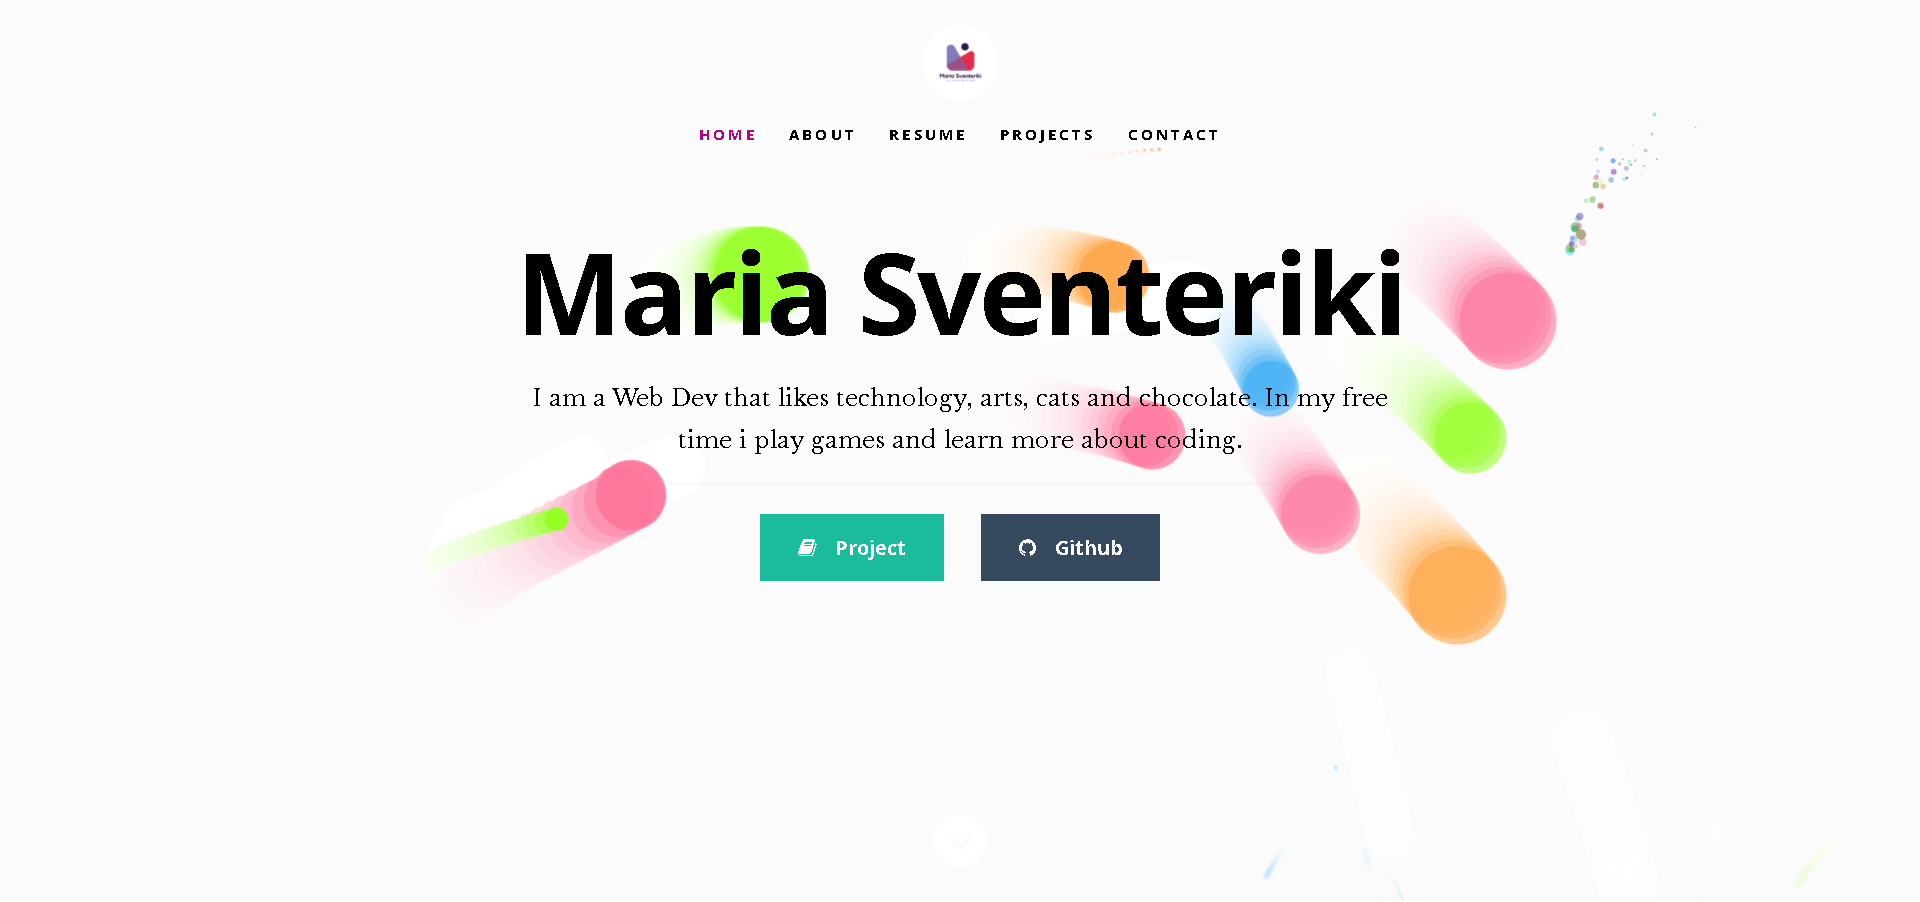 Maria Sventeriki
HOME ABOUT RESUME PROJECTS CONTACT
Maria Sventeriki
I am a Web Dev that likes technology, arts, cats and chocolate. In my free
time i play games and learn more about coding.
Project Github